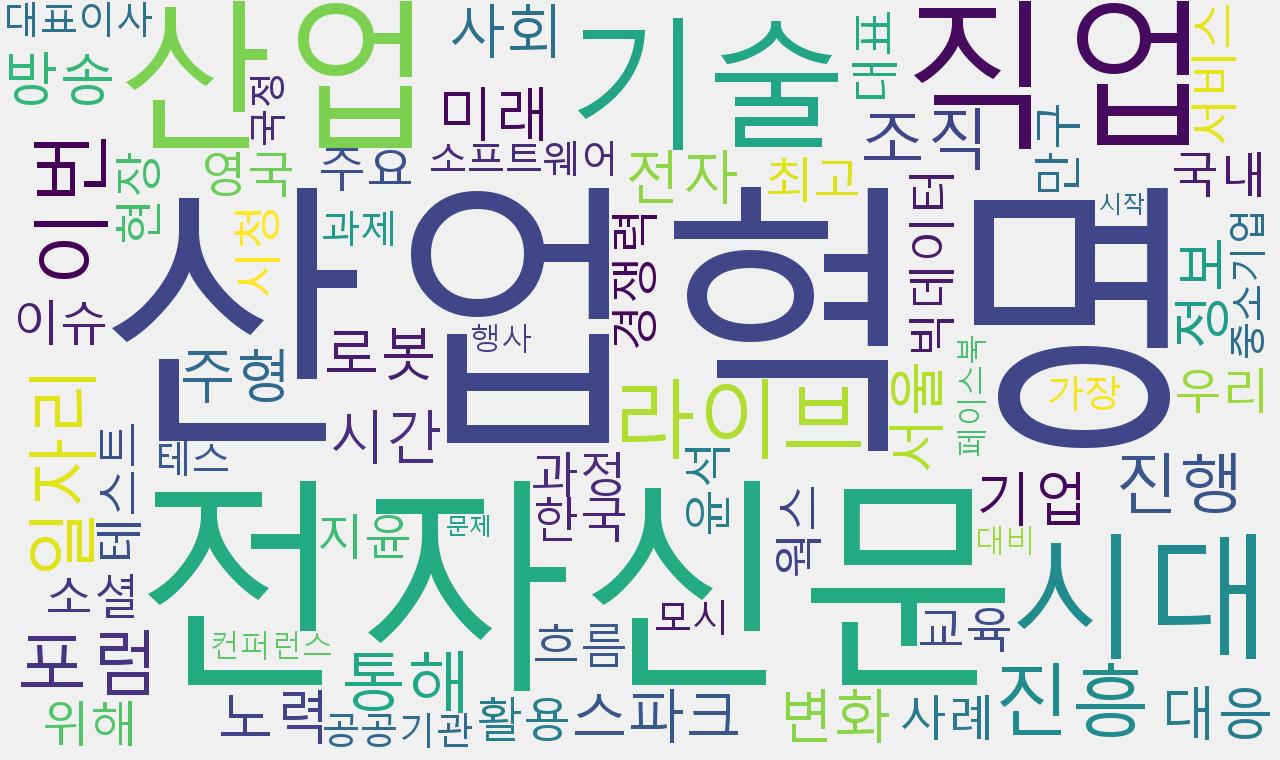 대표이사
산업
사회
기술
대표
직업
서비스
방송
국정
미래
조직
만구
이번
현장
영국
주요
소프트웨어
전자
최고
국내
시청
과제
산업혁명
경쟁력
빅데이터
시작
정보
중소기업
이슈
주형
로봇
행사
라이브
서울
페이스북
가장
우리
일자리
테스트
테스
시간
과정
한국
윤석
웍스
기업
진행
전자신문
지윤
문제
대비
시대
소셜
모시
교육
포럼
컨퍼런스
통해
흐름
위해
노력
공공기관
활용
스파크
변화
사례
진흥
대응